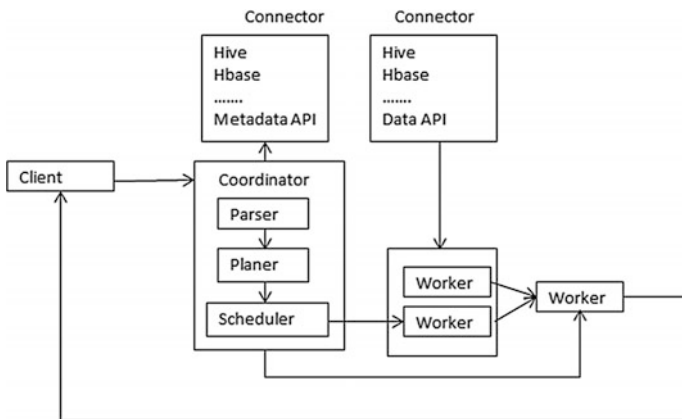 Connector
Connector
Hive
Hbase
.......
Metadata API
Hive
Hbase
.......
Data API
Client
Coordinator
Parser
Planer
Scheduler
Worker
Worker
Worker